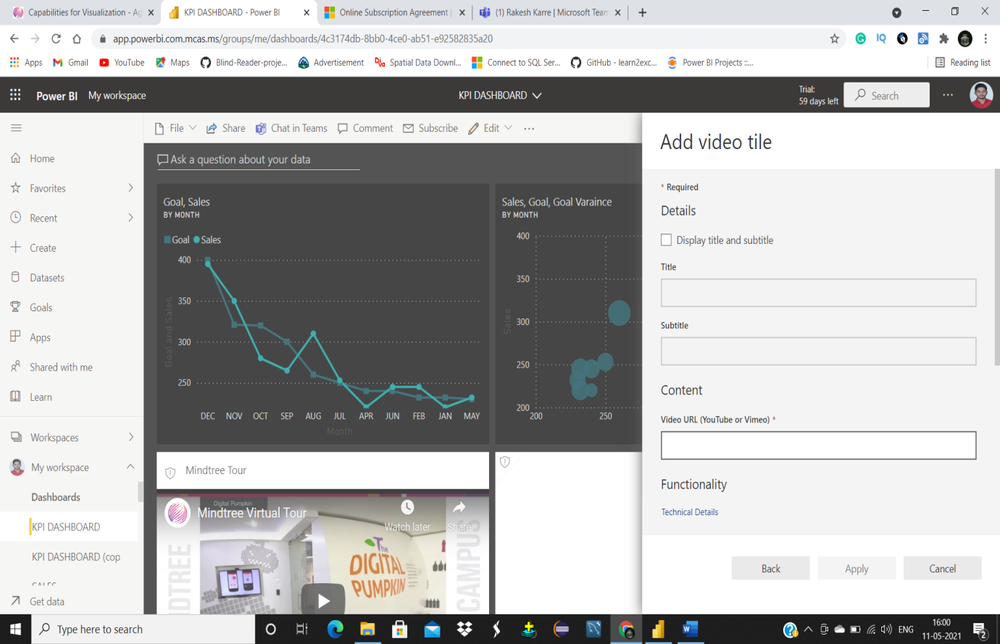 Capabilities for Visualization - Ag
KPI DASHBOARD - Power BI
Online Subscription Agreement |
(1) Rakesh Karre | Microsoft Team
app.powerbi.com.mcas.ms/groups/me/dashboards/4c3174db-8bb0-4ce0-ab51-e92582835a20
Apps
Gmail
YouTube
Maps
Blind-Reader-proje...
Advertisement
Spatial Data Downl...
Connect to SQL Ser...
GitHub - learn2exc...
Power BI Projects ::...
Reading list
Power BI My workspace
KPI DASHBOARD
Trial:
59 days left
Search
File
Share
Chat in Teams
Comment
Subscribe
Edit
Home
Favorites
Recent
Create
Datasets
Goals
Apps
Shared with me
Learn
Workspaces
My workspace
Dashboards
KPI DASHBOARD
KPI DASHBOARD (cop
SALES
Get data
Ask a question about your data
Goal, Sales
BY MONTH
Goal Sales
400
350
300
250
Goal and Sales
DEC NOV OCT SEP AUG JUL APR JUN FEB JAN MAY
Month
Sales, Goal, Goal Varaince
BY MONTH
400
350
300
250
200
Sales
200 250
Mindtree Tour
Digital Pumpkin
Mindtree Virtual Tour
Watch later
Share
NDTREE
The
DIGITAL
PUMPKIN
CAMPUS
Add video tile
* Required
Details
Display title and subtitle
Title
Subtitle
Content
Video URL (YouTube or Vimeo) *
Functionality
Technical Details
Back
Apply
Cancel
Type here to search
ENG
16:00
11-05-2021
2